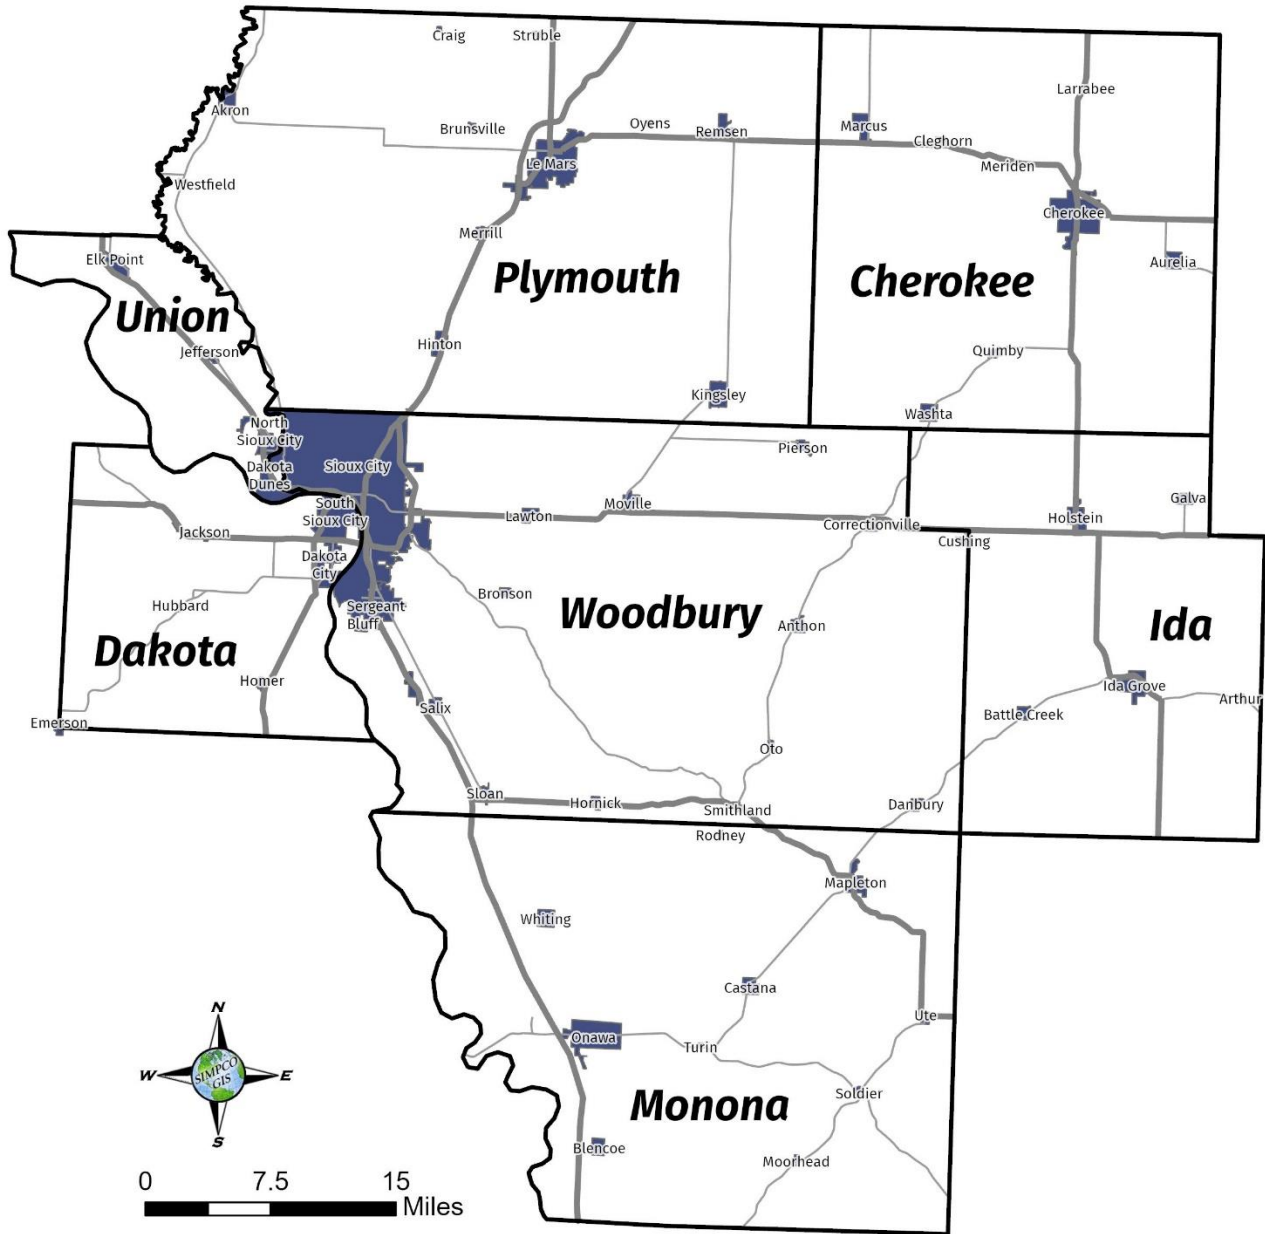 Craig
Struble
Larrabee
Akron
Brunsville
Oyens
Remsen
Marcus
Cleghorn
Le Mars
Meriden
Westfield
Cherokee
Merrill
Elk Point
Aurelia
Plymouth
Cherokee
Union
Hinton
Jefferson
Quimby
Kingsley
Washta
North
Sioux City
Pierson
Sioux City
Dakota
Dunes
South
Sioux City
Moville
Galva
Lawton
Correctionville
Holstein
Jackson
Cushing
Dakota
City
Bronson
Hubbard
Sergeant
Bluff
Woodbury
Anthon
Ida
Dakota
Homer
Ida Grove
Arthur
Salix
Battle Creek
Emerson
Oto
Sloan
Hornick
Smithland
Danbury
Rodney
Mapleton
Whiting
Castana
Ute
Onawa
Turin
Soldier
Monona
Blencoe
Moorhead
N
W
SIMPCO
GIS
E
S
0 7.5 15
Miles